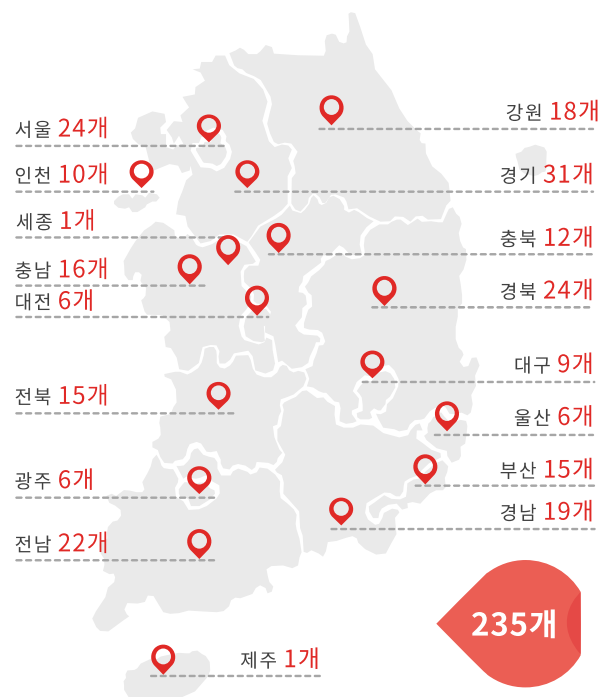 서울 24개
강원 18개
인천 10개
경기 31개
세종 1개
충북 12개
충남 16개
대전 6개
경북 24개
대구 9개
전북 15개
울산 6개
부산 15개
광주 6개
경남 19개
전남 22개
235개
제주 1개